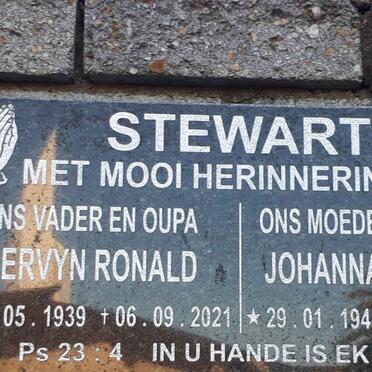 STEWART
MET MOOI HERINNERIN
NS VADER EN OUPA
ERVYN RONALD
.05.1939 ✝ 06.09.2021
ONS MOEDE
JOHANNA
★ 29.01.194
Ps 23:4 IN U HANDE IS EK